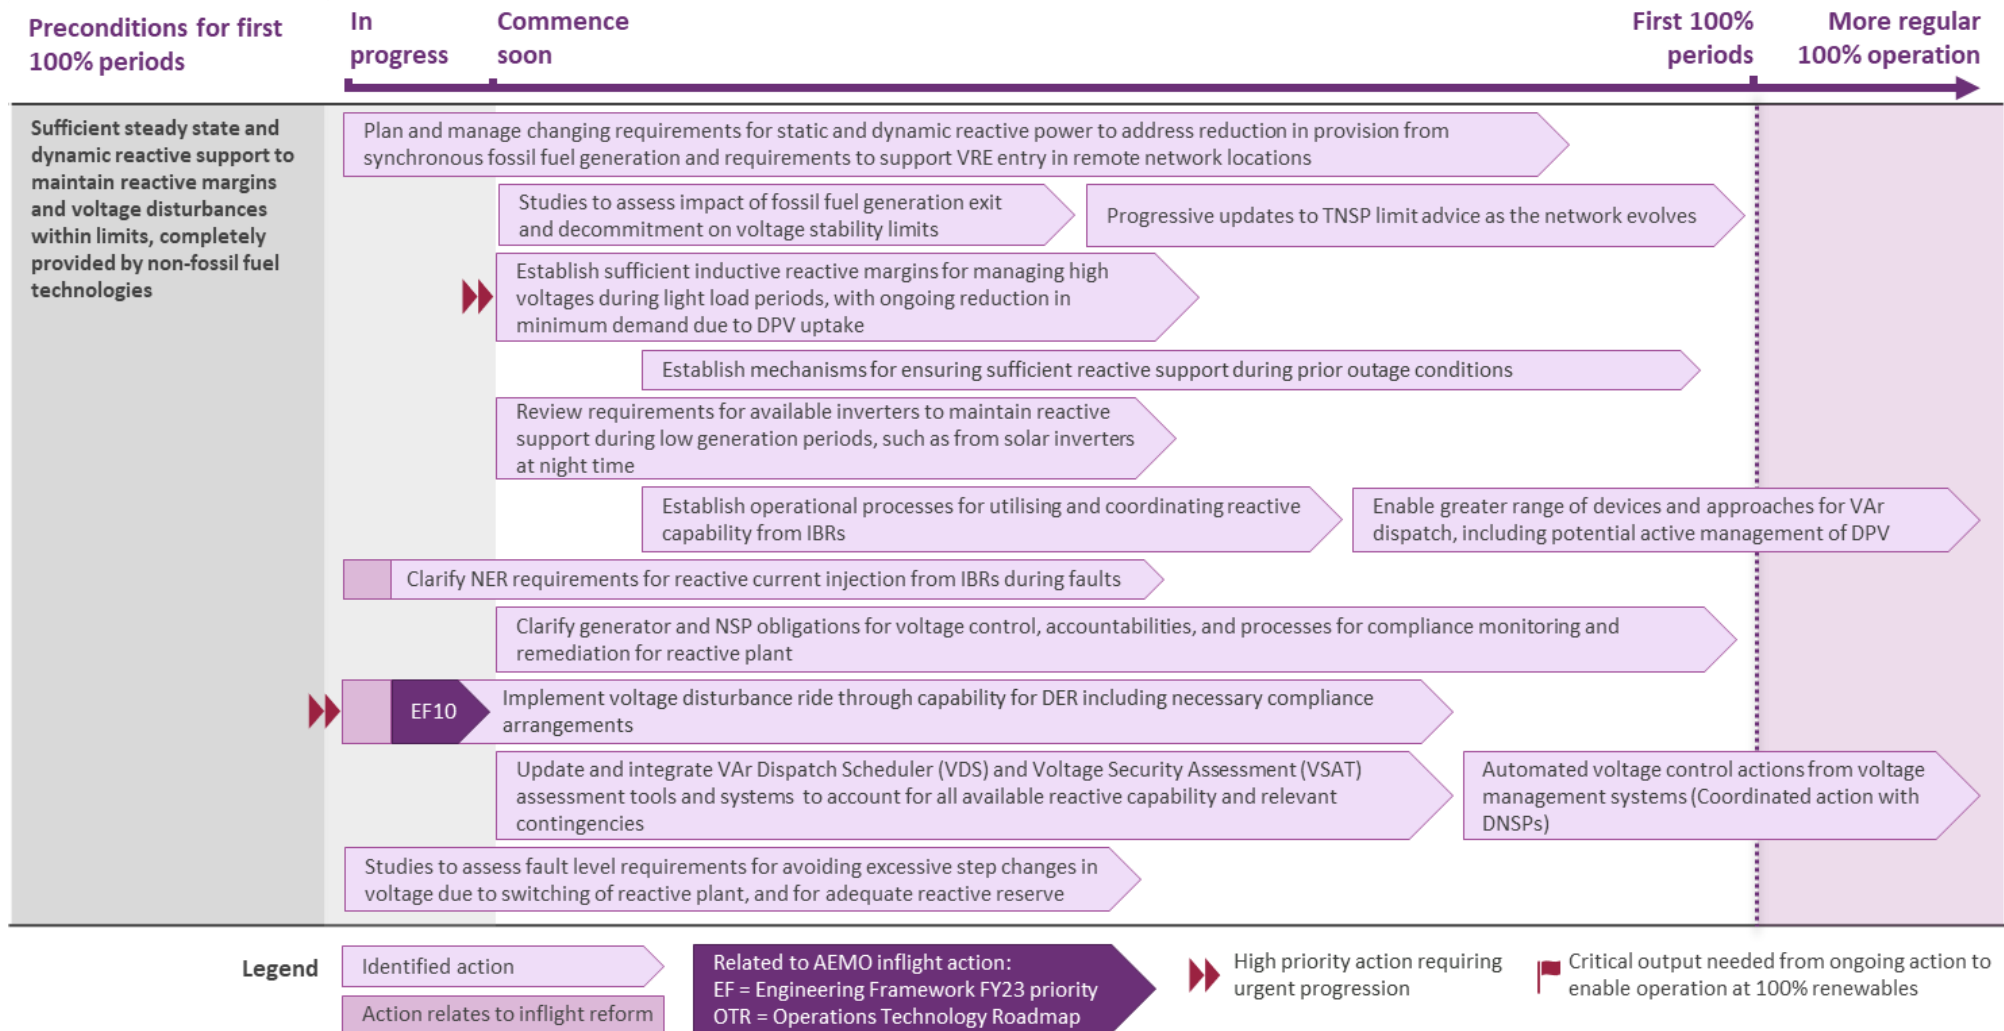 Preconditions for first
100% periods
In
progress
Commence
soon
First 100%
periods
More regular
100% operation
Sufficient steady state and
dynamic reactive support to
maintain reactive margins
and voltage disturbances
within limits, completely
provided by non-fossil fuel
technologies
Plan and manage changing requirements for static and dynamic reactive power to address reduction in provision from
synchronous fossil fuel generation and requirements to support VRE entry in remote network locations
Studies to assess impact of fossil fuel generation exit
and decommitment on voltage stability limits
Progressive updates to TNSP limit advice as the network evolves
Establish sufficient inductive reactive margins for managing high
voltages during light load periods, with ongoing reduction in
minimum demand due to DPV uptake
Establish mechanisms for ensuring sufficient reactive support during prior outage conditions
Review requirements for available inverters to maintain reactive
support during low generation periods, such as from solar inverters
at night time
Establish operational processes for utilising and coordinating reactive
capability from IBRs
Enable greater range of devices and approaches for VAr
dispatch, including potential active management of DPV
Clarify NER requirements for reactive current injection from IBRs during faults
Clarify generator and NSP obligations for voltage control, accountabilities, and processes for compliance monitoring and
remediation for reactive plant
EF10
Implement voltage disturbance ride through capability for DER including necessary compliance
arrangements
Update and integrate VAr Dispatch Scheduler (VDS) and Voltage Security Assessment (VSAT)
assessment tools and systems to account for all available reactive capability and relevant
contingencies
Automated voltage control actions from voltage
management systems (Coordinated action with
DNSPs)
Studies to assess fault level requirements for avoiding excessive step changes in
voltage due to switching of reactive plant, and for adequate reactive reserve
Legend
Identified action
Action relates to inflight reform
Related to AEMO inflight action:
EF = Engineering Framework FY23 priority
OTR = Operations Technology Roadmap
High priority action requiring
urgent progression
Critical output needed from ongoing action to
enable operation at 100% renewables